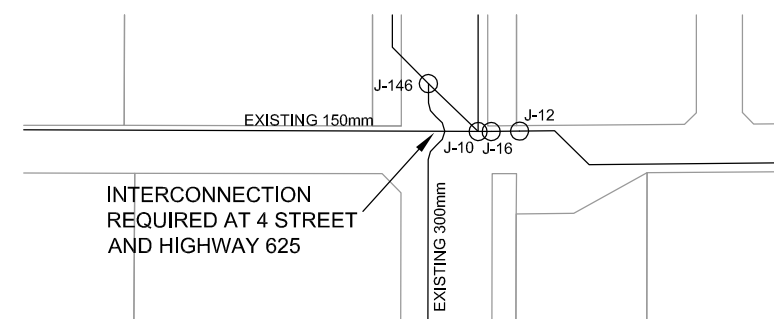 J-146
J-12
EXISTING 150mm
J-10
J-16
INTERCONNECTION
REQUIRED AT 4 STREET
AND HIGHWAY 625
EXISTING 300mm